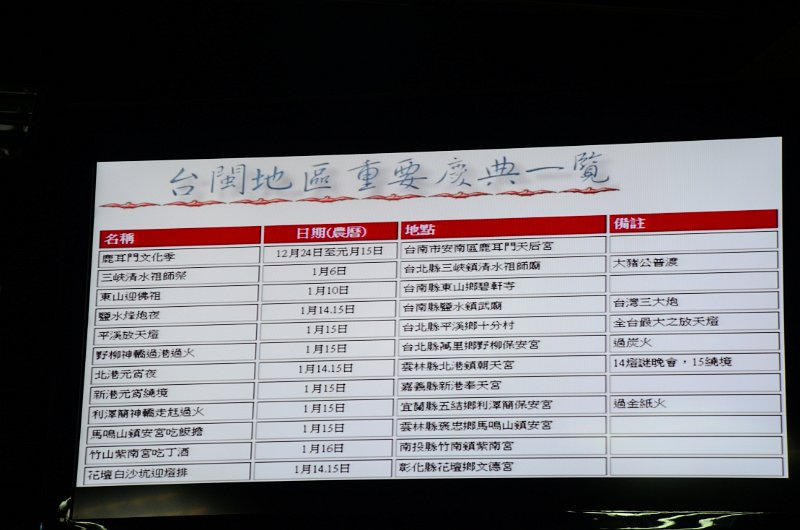 台閩地區重要慶典一覽
名稱 日期(農曆) 地點 備註
鹿耳門文化季 12月24日至元月15日 台南市安南區鹿耳門天后宮
三峽清水祖師祭 1月6日 台北縣三峽鎮清水祖師廟 大豬公普渡
東山迎佛祖 1月10日 台南縣東山鄉碧軒寺
鹽水烽炮夜 1月14.15日 台南縣鹽水鎮武廟 台灣三大炮
平溪放天燈 1月15日 台北縣平溪鄉十分村 全台最大之放天燈
野柳神轎過港過火 1月15日 台北縣萬里鄉野柳保安宮 過炭火
北港元宵夜 1月14.15日 雲林縣北港鎮朝天宮 14燈謎晚會，15繞境
新港元宵繞境 1月15日 嘉義縣新港奉天宮
利澤簡神轎走尪過火 1月15日 宜蘭縣五結鄉利澤簡保安宮 過金紙火
馬鳴山鎮安宮吃飯擔 1月15日 雲林縣褒忠鄉馬鳴山鎮安宮
竹山紫南宮吃丁酒 1月16日 南投縣竹南鎮紫南宮
花壇白沙坑迎燈排 1月14.15日 彰化縣花壇鄉文德宮